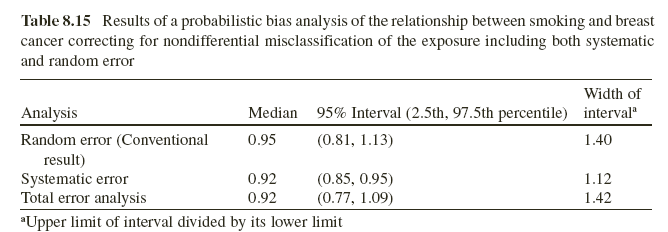 Table 8.15 Results of a probabilistic bias analysis of the relationship between smoking and breast
cancer correcting for nondifferential misclassification of the exposure including both systematic
and random error
Width of
Analysis Median 95% Interval (2.5th, 97.5th percentile) intervalᵃ
Random error (Conventional 0.95 (0.81, 1.13) 1.40
result)
Systematic error 0.92 (0.85, 0.95) 1.12
Total error analysis 0.92 (0.77, 1.09) 1.42
ᵃUpper limit of interval divided by its lower limit